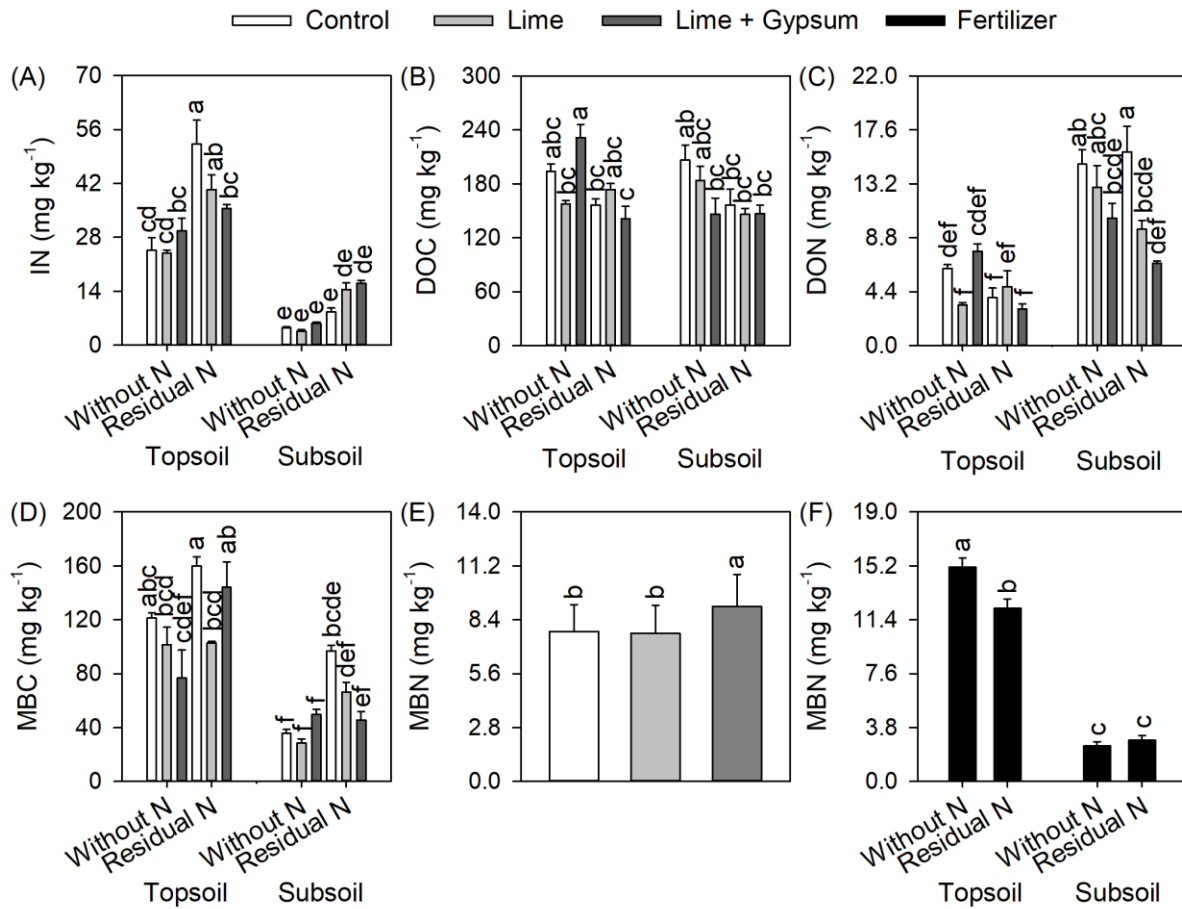 Control Lime Lime + Gypsum Fertilizer
(A) (B) (C)
IN (mg kg⁻¹)
70
56
42
28
14
0
cd cd bc a ab bc e e e e de de
Without N Residual N Without N Residual N
Topsoil Subsoil
DOC (mg kg⁻¹)
300
240
180
120
60
0
abc bc a bc abc c ab abc bc bc bc bc
Without N Residual N Without N Residual N
Topsoil Subsoil
DON (mg kg⁻¹)
22.0
17.6
13.2
8.8
4.4
0.0
def f cdef f ef f ab abc bcde a bcde def
Without N Residual N Without N Residual N
Topsoil Subsoil
(D) (E) (F)
MBC (mg kg⁻¹)
200
160
120
80
40
0
abc bcd cdef a bcd ab f f f bcde def ef
Without N Residual N Without N Residual N
Topsoil Subsoil
MBN (mg kg⁻¹)
14.0
11.2
8.4
5.6
2.8
0.0
b b a
MBN (mg kg⁻¹)
19.0
15.2
11.4
7.6
3.8
0.0
a b c c
Without N Residual N Without N Residual N
Topsoil Subsoil